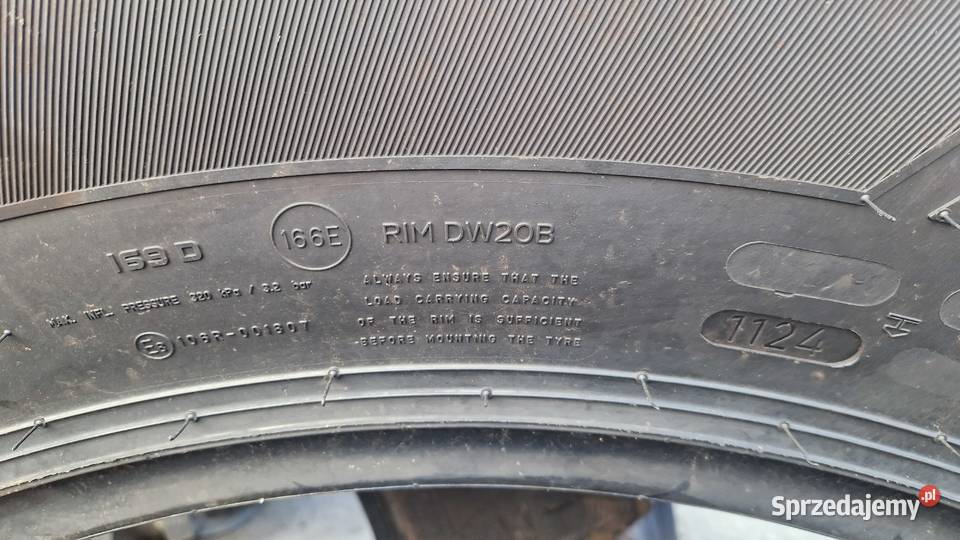 169 D
166E
RIM DW20B
MAX. INFL. PRESSURE 320 kPa / 3.2 bar
E3 106R-001807
ALWAYS ENSURE THAT THE
LOAD CARRYING CAPACITY
OF THE RIM IS SUFFICIENT
BEFORE MOUNTING THE TYRE
1124
Sprzedajemy.pl